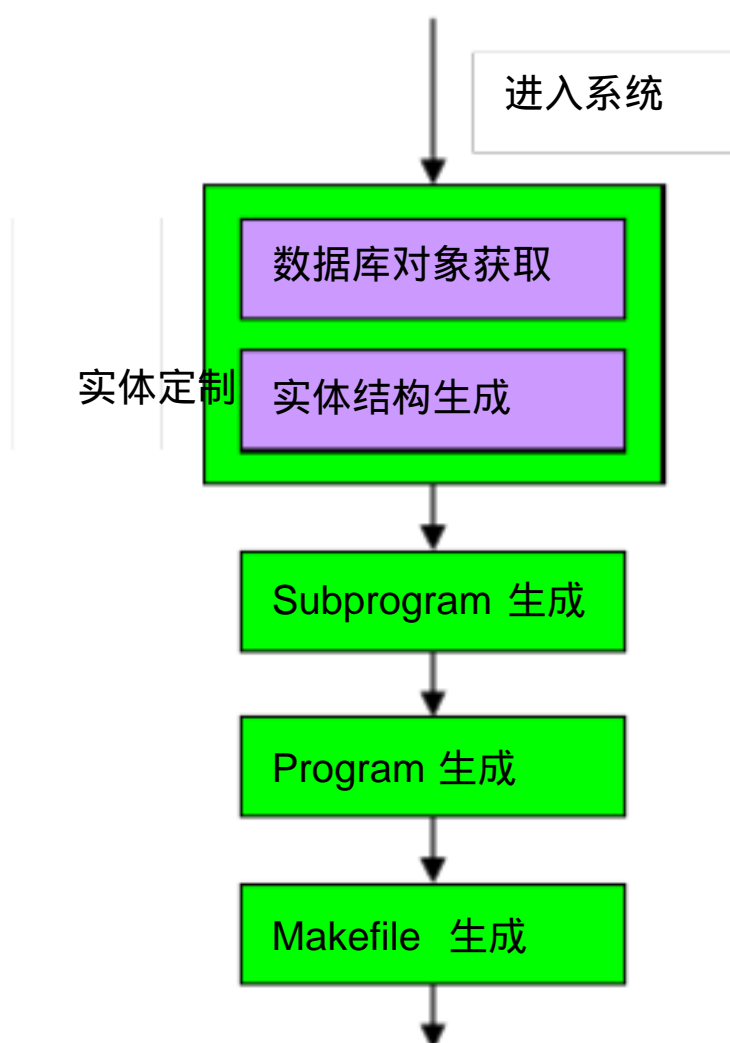 进入系统
数据库对象获取
实体定制
实体结构生成
Subprogram 生成
Program 生成
Makefile 生成